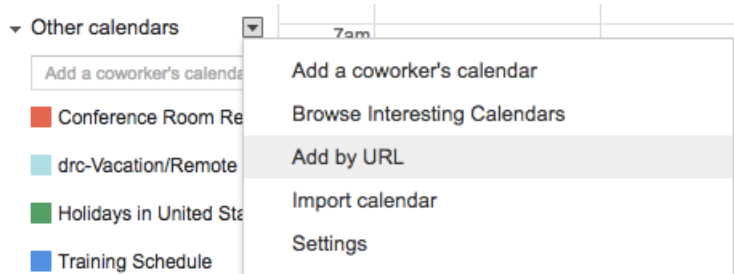 Other calendars
7am
Add a coworker's calenda
Conference Room Re
drc-Vacation/Remote
Holidays in United Sta
Training Schedule
Add a coworker's calendar
Browse Interesting Calendars
Add by URL
Import calendar
Settings